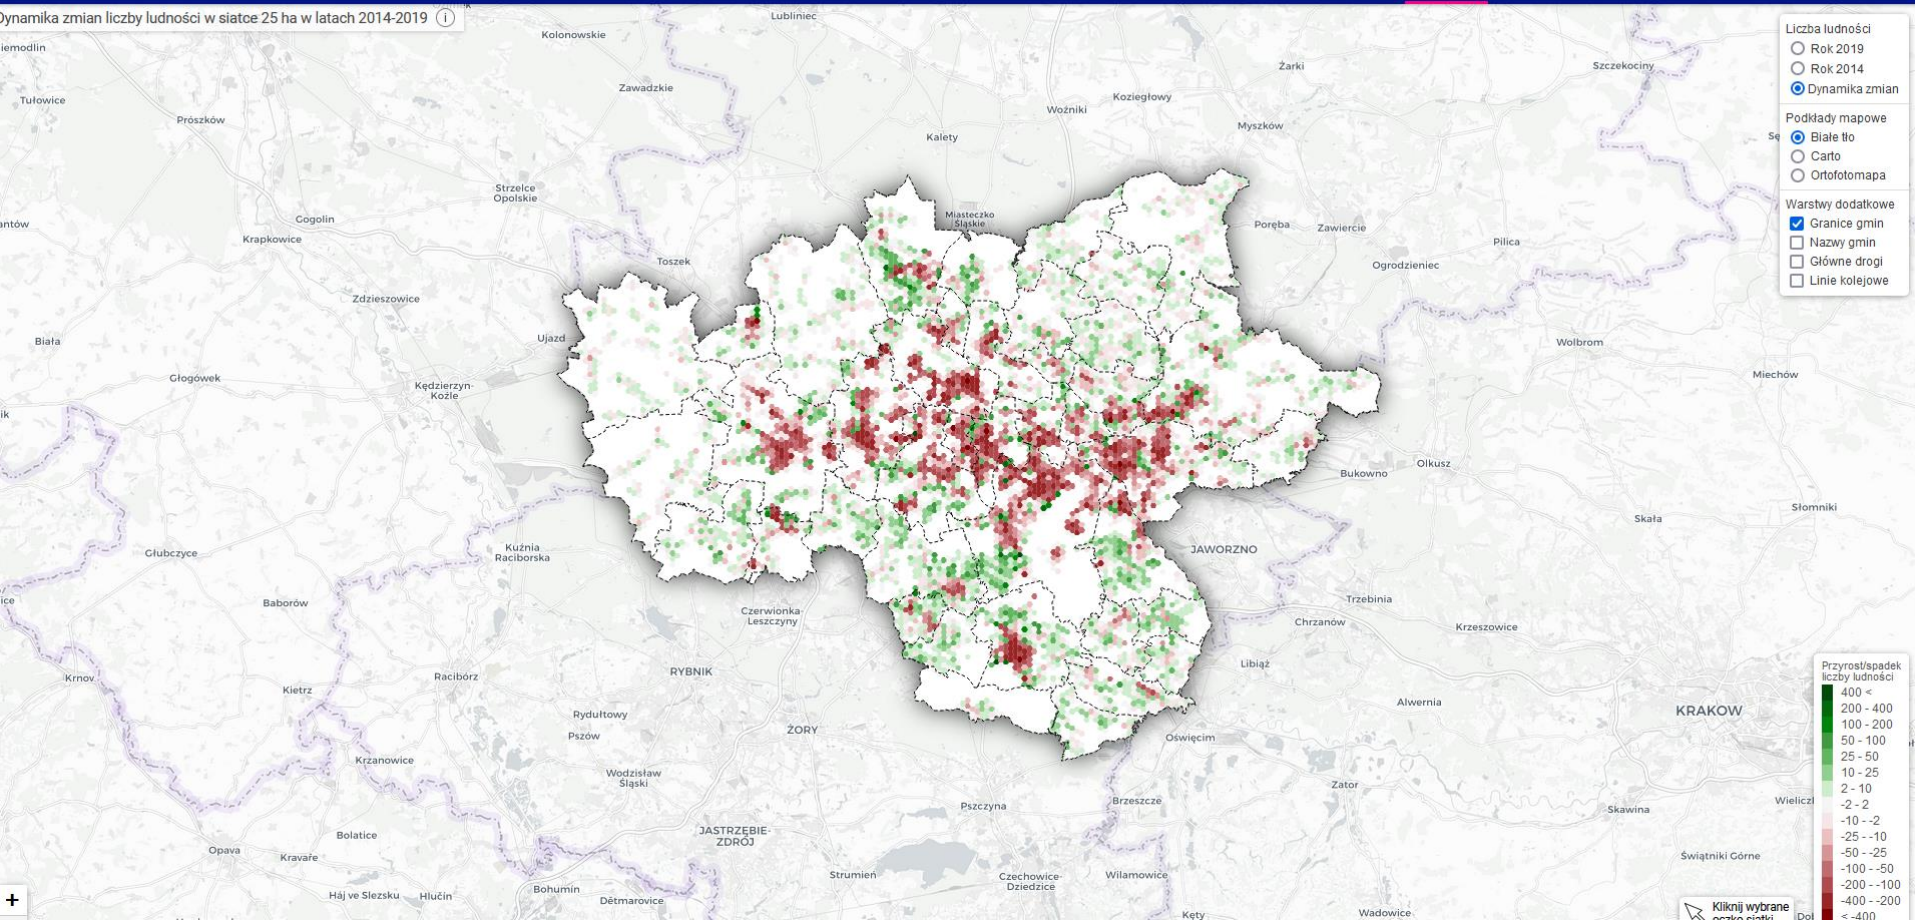 Dynamika zmian liczby ludności w siatce 25 ha w latach 2014-2019
Lubliniec
Kolonowskie
Niemodlin
Żarki
Szczekociny
Zawadzkie
Tułowice
Koziegłowy
Woźniki
Prószków
Myszków
Kalety
Strzelce
Opolskie
Miasteczko
Śląskie
Gogolin
Poręba
Zawiercie
Krapkowice
Pilica
Toszek
Ogrodzieniec
Zdzieszowice
Ujazd
Biała
Wolbrom
Głogówek
Miechów
Kędzierzyn-
Koźle
Bukowno
Olkusz
Słomniki
Skała
Głubczyce
Kuźnia
Raciborska
JAWORZNO
Baborów
Czerwionka-
Leszczyny
Trzebinia
Chrzanów
Krzeszowice
Libiąż
RYBNIK
Racibórz
Krnov
Kietrz
Alwernia
KRAKOW
Rydułtowy
Pszów
ŻORY
Oświęcim
Krzanowice
Wodzisław
Śląski
Zator
Pszczyna
Brzeszcze
Skawina
JASTRZĘBIE-
ZDRÓJ
Bolatice
Opava
Kravaře
Świątniki Górne
Strumień
Czechowice-
Dziedzice
Wilamowice
Háj ve Slezsku
Hlučín
Bohumín
Dětmarovice
Kęty
Wadowice
+
Liczba ludności
Rok 2019
Rok 2014
Dynamika zmian
Podkłady mapowe
Białe tło
Carto
Ortofotomapa
Warstwy dodatkowe
Granice gmin
Nazwy gmin
Główne drogi
Linie kolejowe
Przyrost/spadek
liczby ludności
400 <
200 - 400
100 - 200
50 - 100
25 - 50
10 - 25
2 - 10
-2 - 2
-10 - -2
-25 - -10
-50 - -25
-100 - -50
-200 - -100
-400 - -200
< -400
Kliknij wybrane
oczko siatki